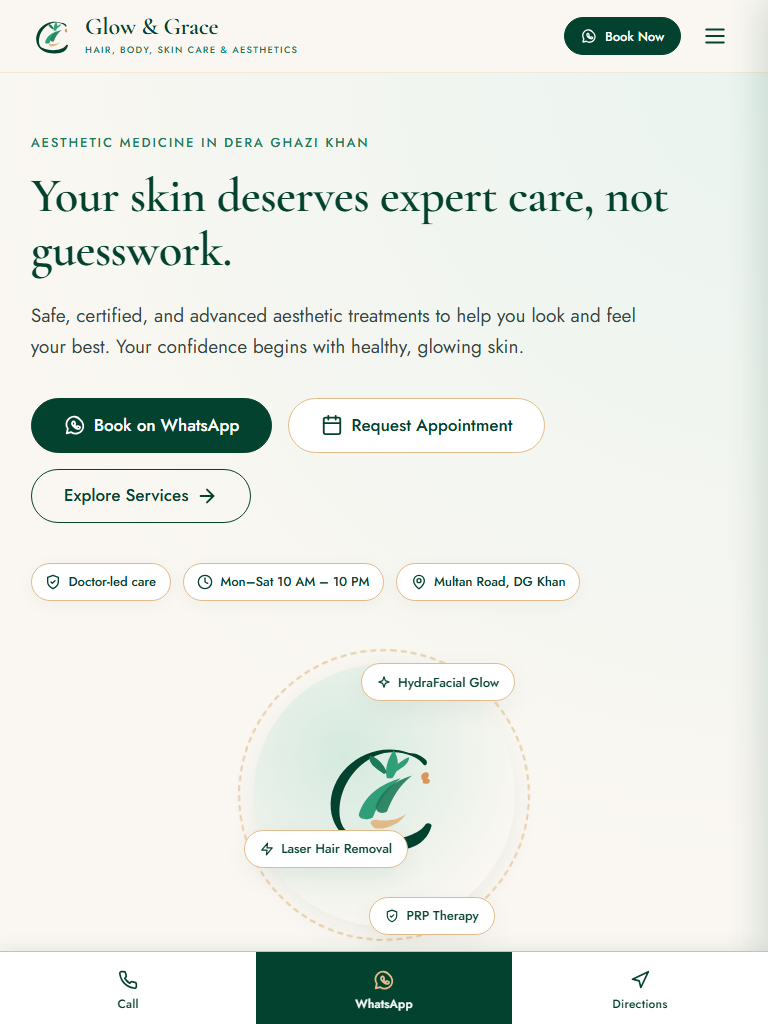 Glow & Grace
HAIR, BODY, SKIN CARE & AESTHETICS
Book Now
AESTHETIC MEDICINE IN DERA GHAZI KHAN
Your skin deserves expert care, not
guesswork.
Safe, certified, and advanced aesthetic treatments to help you look and feel
your best. Your confidence begins with healthy, glowing skin.
Book on WhatsApp
Request Appointment
Explore Services
Doctor-led care
Mon–Sat 10 AM – 10 PM
Multan Road, DG Khan
HydraFacial Glow
Laser Hair Removal
PRP Therapy
Call
WhatsApp
Directions